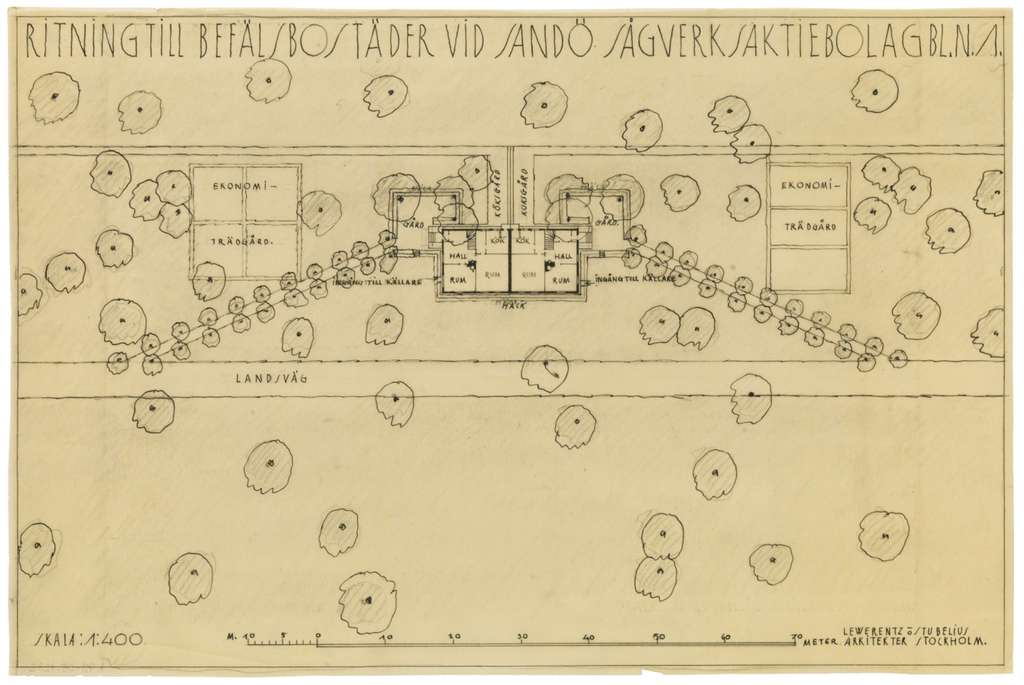 RITNING TILL BEFÄLSBOSTÄDER VID SANDÖ SÅGVERKSAKTIEBOLAG BL.N.1.
EKONOMI-
TRÄDGÅRD.
KÖKSGÅRD
KÖKSGÅRD
EKONOMI-
TRÄDGÅRD
GÅRD
GÅRD.
KÖK
KÖK
HALL
HALL
RUM
RUM
RUM
RUM
INGÅNG TILL KÄLLARE
INGÅNG TILL KÄLLARE
HÄCK
LANDSVÄG
SKALA:1:400
M. 10 5 0 10 20 30 40 50 60 70 METER
LEWERENTZ ö STUBELIUS
ARKITEKTER STOCKHOLM.